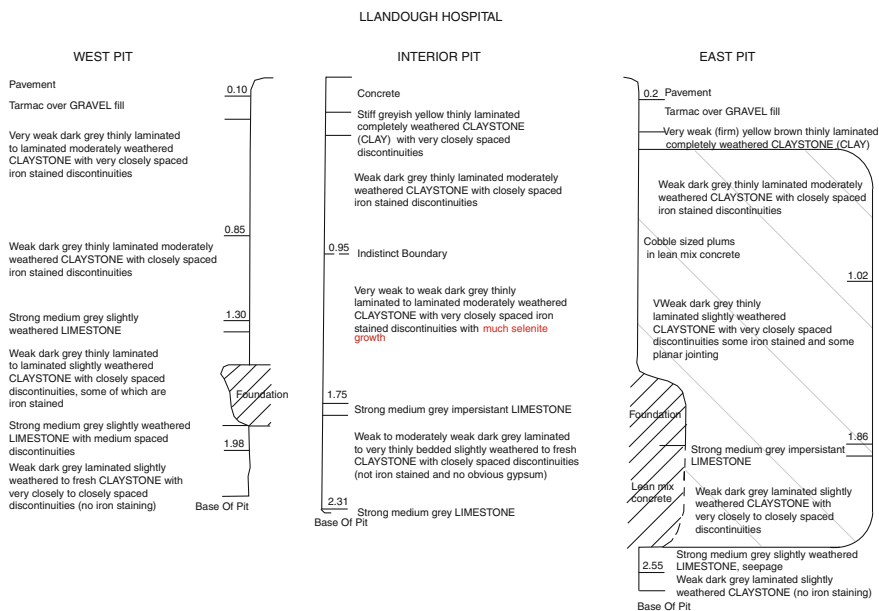 LLANDOUGH HOSPITAL
WEST PIT
Pavement
0.10
Tarmac over GRAVEL fill
Very weak dark grey thinly laminated
to laminated moderately weathered
CLAYSTONE with very closely spaced
iron stained discontinuities
0.85
Weak dark grey thinly laminated moderately
weathered CLAYSTONE with closely spaced
iron stained discontinuities
1.30
Strong medium grey slightly
weathered LIMESTONE
Weak dark grey thinly laminated
to laminated slightly weathered
CLAYSTONE with closely spaced
discontinuities, some of which are
iron stained
Foundation
Strong medium grey slightly weathered
LIMESTONE with medium spaced
discontinuities
1.98
Weak dark grey laminated slightly
weathered to fresh CLAYSTONE with
very closely to closely spaced
discontinuities (no iron staining)
Base Of Pit
INTERIOR PIT
Concrete
Stiff greyish yellow thinly laminated
completely weathered CLAYSTONE
(CLAY) with very closely spaced
discontinuities
Weak dark grey thinly laminated moderately
weathered CLAYSTONE with closely spaced
iron stained discontinuities
0.95
Indistinct Boundary
Very weak to weak dark grey thinly
laminated to laminated moderately weathered
CLAYSTONE with very closely spaced iron
stained discontinuities with much selenite
growth
1.75
Strong medium grey impersistant LIMESTONE
Weak to moderately weak dark grey laminated
to very thinly bedded slightly weathered to fresh
CLAYSTONE with closely spaced discontinuities
(not iron stained and no obvious gypsum)
2.31
Strong medium grey LIMESTONE
Base Of Pit
EAST PIT
0.2
Pavement
Tarmac over GRAVEL fill
Very weak (firm) yellow brown thinly laminated
completely weathered CLAYSTONE (CLAY)
Weak dark grey thinly laminated moderately
weathered CLAYSTONE with closely spaced
iron stained discontinuities
Cobble sized plums
in lean mix concrete
1.02
VWeak dark grey thinly
laminated slightly weathered
CLAYSTONE with very closely spaced
discontinuities some iron stained and some
planar jointing
Foundation
1.86
Strong medium grey impersistant
LIMESTONE
Lean mix
concrete
Weak dark grey laminated slightly
weathered CLAYSTONE with
very closely to closely spaced
discontinuities
Strong medium grey slightly weathered
LIMESTONE, seepage
2.55
Weak dark grey laminated slightly
weathered CLAYSTONE (no iron staining)
Base Of Pit